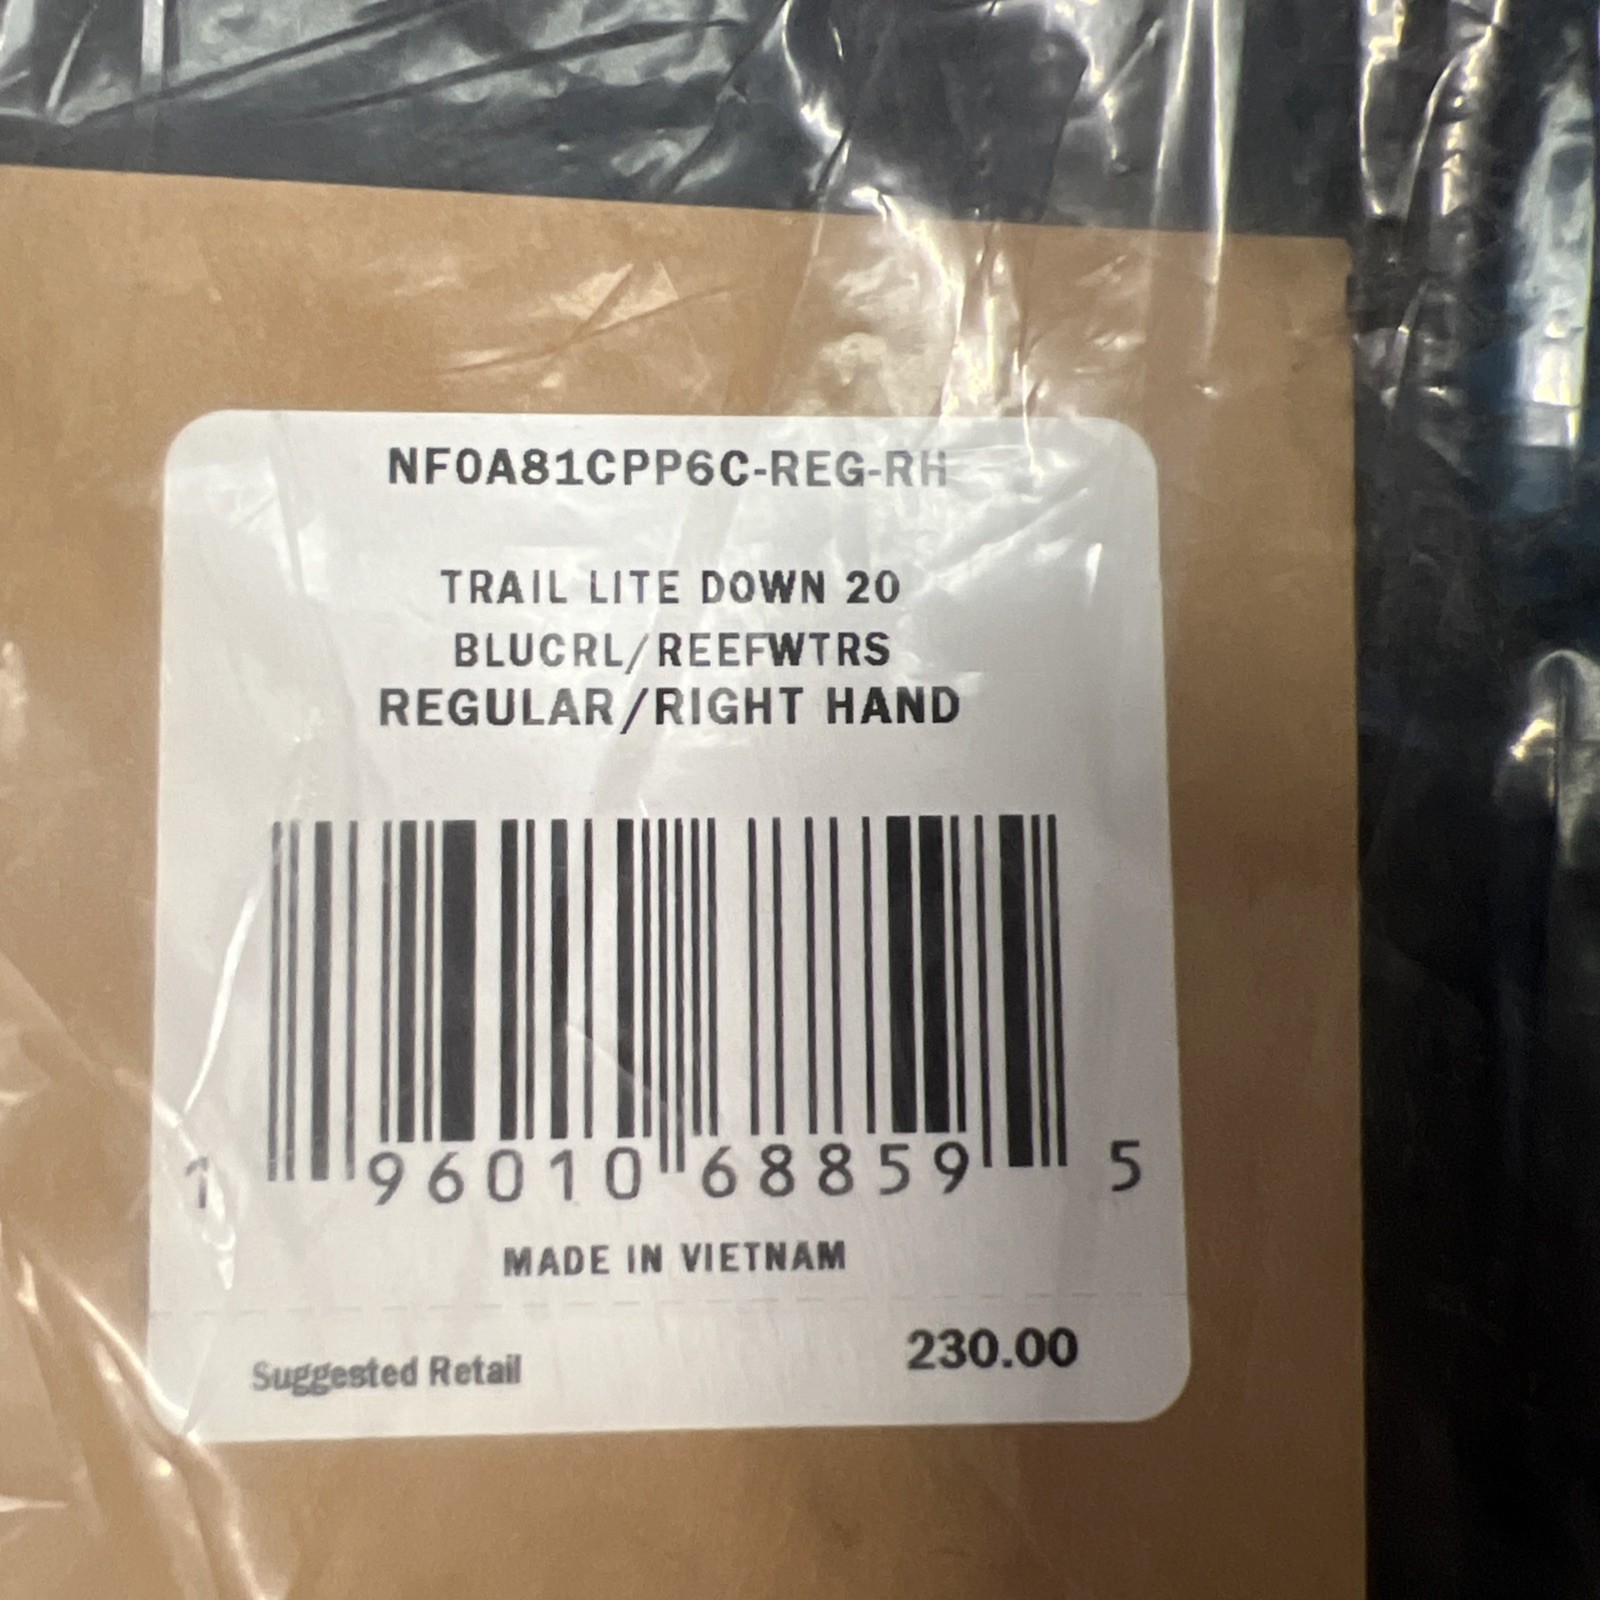 NF0A81CPP6C-REG-RH
TRAIL LITE DOWN 20
BLUCRL/REEFWTRS
REGULAR/RIGHT HAND
1 96010 68859 5
MADE IN VIETNAM
Suggested Retail 230.00